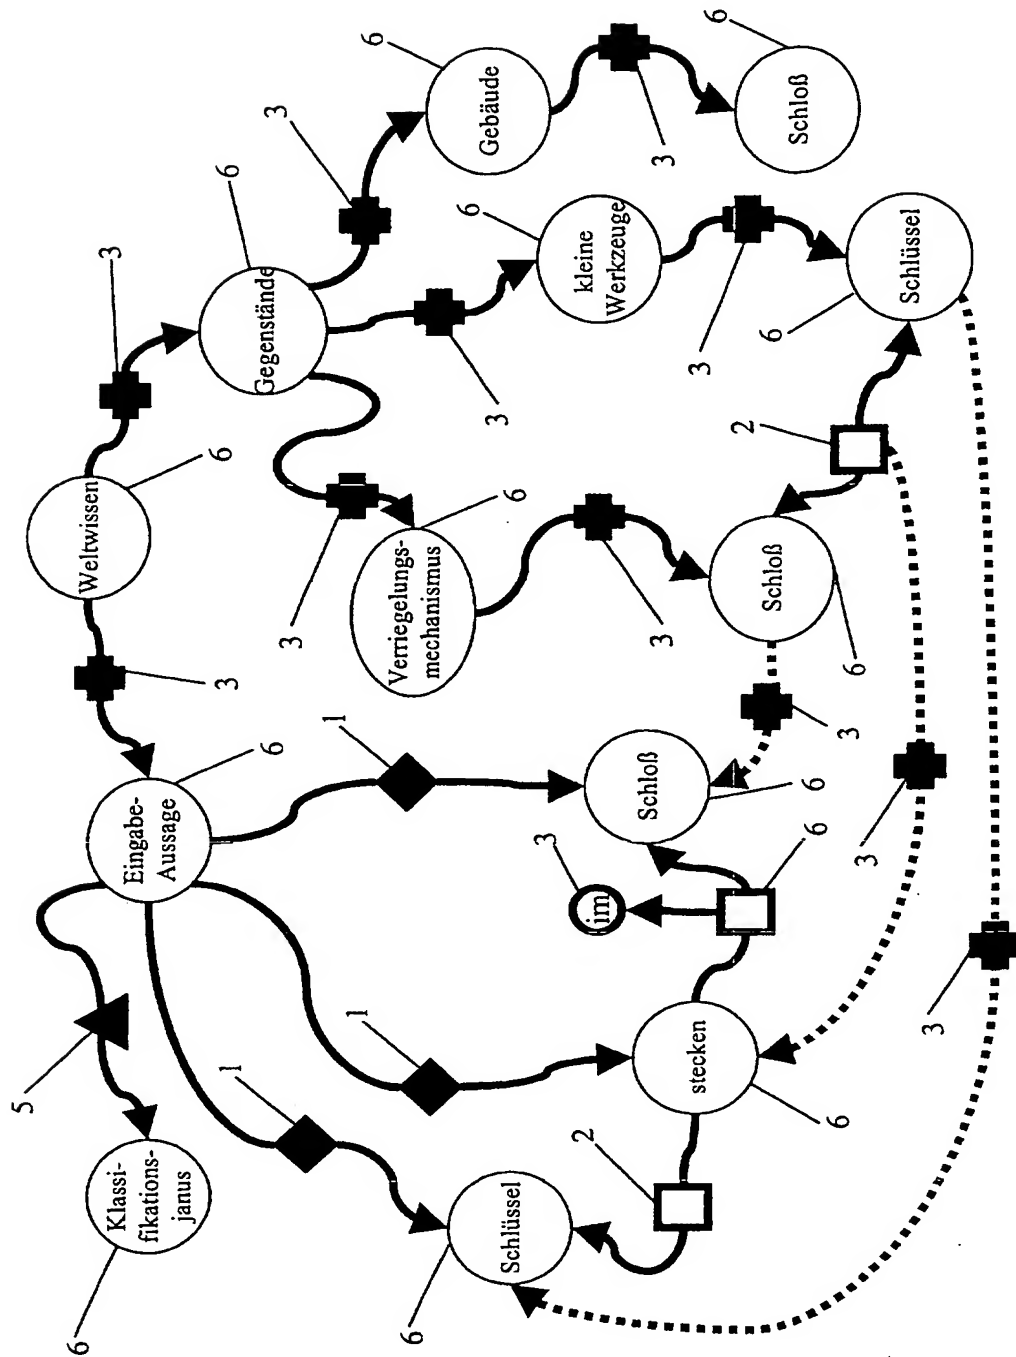 6
5
3
Klassi-
fikations-
janus
Eingabe-
Aussage
Weltwissen
3
6
6
1
3
6
Gegenstände
3
1
1
6
Verriegelungs-
mechanismus
6
6
Gebäude
3
Schlüssel
6
3
2
im
kleine
Werkzeuge
Schloß
3
3
stecken
3
6
2
Schloß
6
Schloß
6
6
6
3
6
3
Schlüssel
3